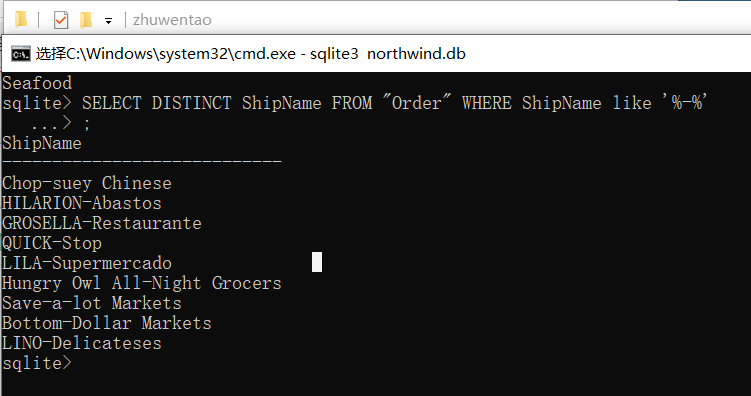 zhuwentao
选择C:\Windows\system32\cmd.exe - sqlite3  northwind.db
Seafood
sqlite> SELECT DISTINCT ShipName FROM "Order" WHERE ShipName like '%-%'
   ...> ;
ShipName
----------------------------
Chop-suey Chinese
HILARION-Abastos
GROSELLA-Restaurante
QUICK-Stop
LILA-Supermercado
Hungry Owl All-Night Grocers
Save-a-lot Markets
Bottom-Dollar Markets
LINO-Delicateses
sqlite>